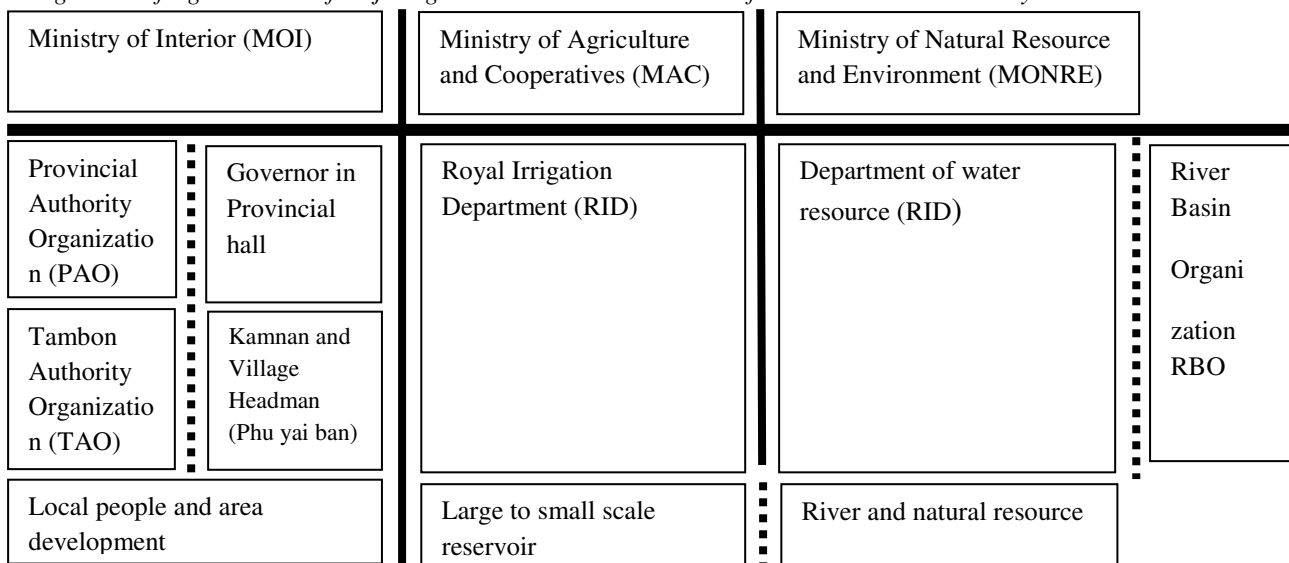 Ministry of Interior (MOI)
Ministry of Agriculture
and Cooperatives (MAC)
Ministry of Natural Resource
and Environment (MONRE)
Provincial
Authority
Organizatio
n (PAO)
Governor in
Provincial
hall
Royal Irrigation
Department (RID)
Department of water
resource (RID)
River
Basin
Organi
zation
RBO
Tambon
Authority
Organizatio
n (TAO)
Kamnan and
Village
Headman
(Phu yai ban)
Local people and area
development
Large to small scale
reservoir
River and natural resource